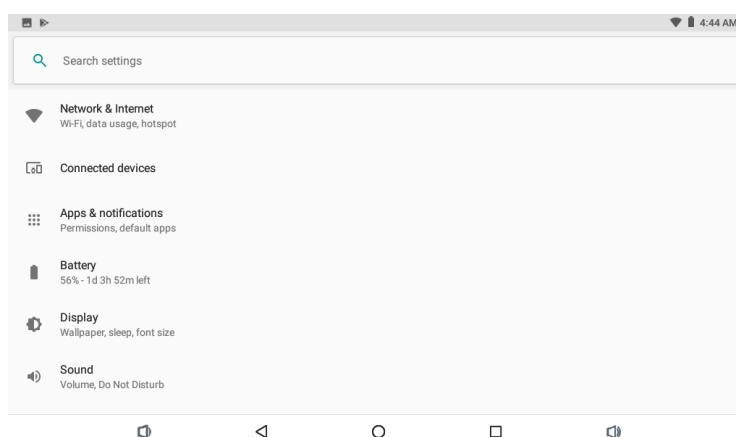 4:44 AM
Search settings
Network & Internet
Wi-Fi, data usage, hotspot
Connected devices
Apps & notifications
Permissions, default apps
Battery
56% - 1d 3h 52m left
Display
Wallpaper, sleep, font size
Sound
Volume, Do Not Disturb